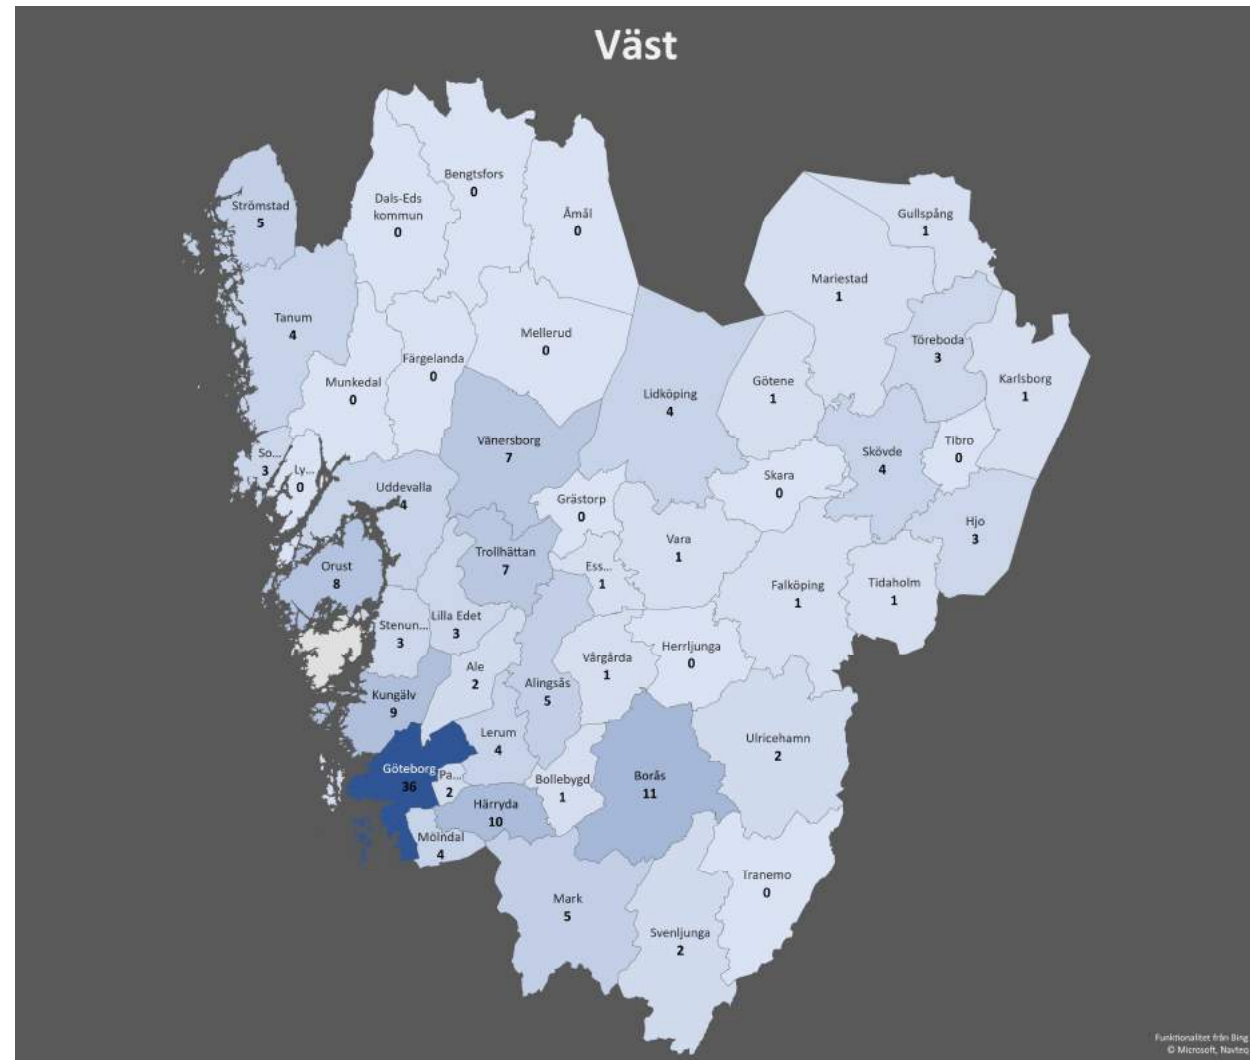 Väst
Bengtsfors
0
Dals-Eds
kommun
0
Strömstad
5
Åmål
0
Gullspång
1
Mariestad
1
Tanum
4
Mellerud
0
Töreboda
3
Färgelanda
0
Munkedal
0
Götene
1
Karlsborg
1
Lidköping
4
Vänersborg
7
Tibro
0
Skövde
4
So...
3
Ly...
0
Skara
0
Uddevalla
4
Grästorp
0
Hjo
3
Vara
1
Trollhättan
7
Orust
8
Ess...
1
Falköping
1
Tidaholm
1
Lilla Edet
3
Stenun...
3
Herrljunga
0
Vårgårda
1
Ale
2
Alingsås
5
Kungälv
9
Lerum
4
Ulricehamn
2
Göteborg
36
Pa...
2
Bollebygd
1
Borås
11
Härryda
10
Mölndal
4
Tranemo
0
Mark
5
Svenljunga
2
Funktionalitet från Bing
© Microsoft, Navteq